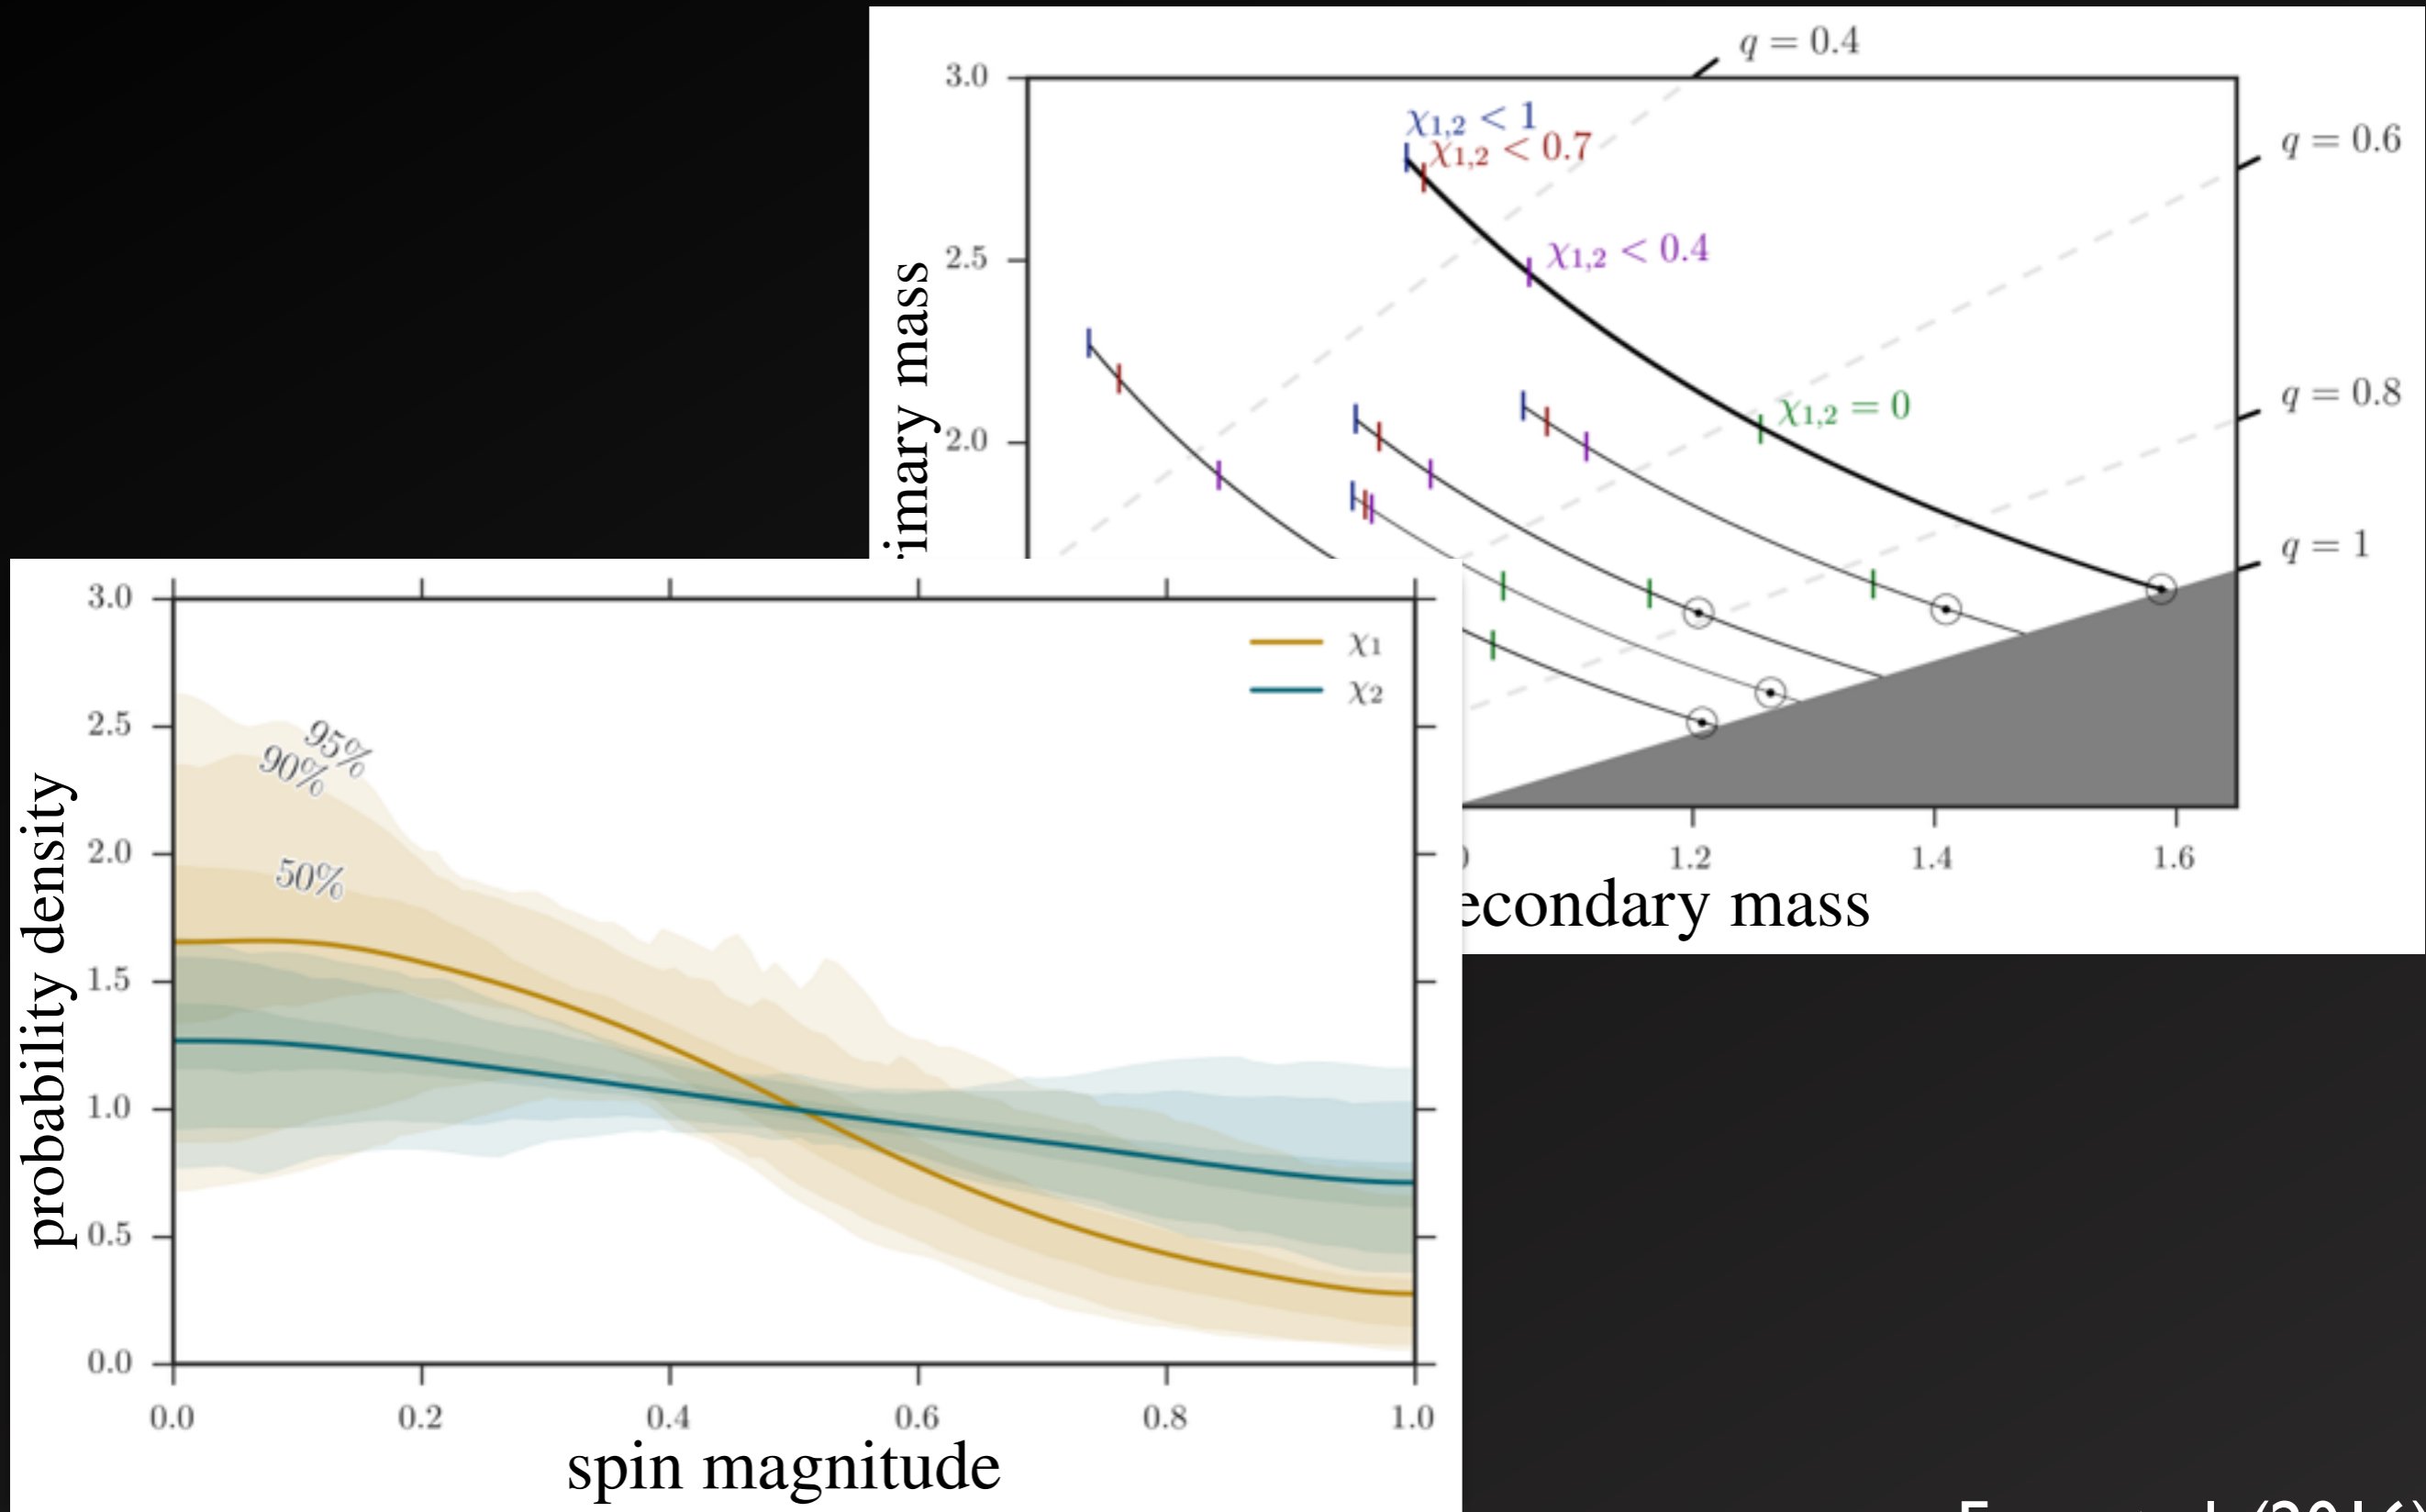 q = 0.4
3.0
χ1,2 < 1
q = 0.6
χ1,2 < 0.7
2.5
χ1,2 < 0.4
q = 0.8
χ1,2 = 0
2.0
imary mass
q = 1
1.2
1.4
1.6
econdary mass
3.0
χ1
χ2
2.5
95%
90%
2.0
50%
1.5
1.0
0.5
0.0
probability density
0.0
0.2
0.4
0.6
0.8
1.0
spin magnitude